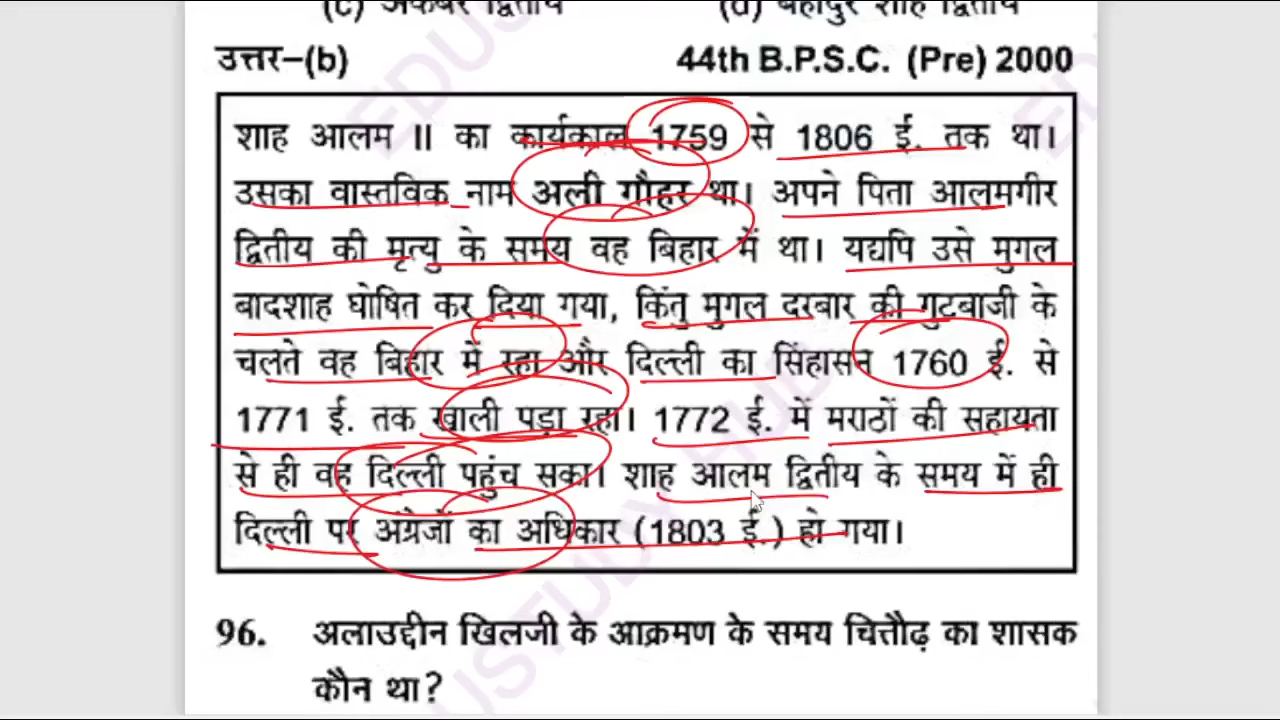 (c) अकबर द्वितीय (d) बहादुर शाह द्वितीय
उत्तर–(b) 44th B.P.S.C. (Pre) 2000
शाह आलम II का कार्यकाल 1759 से 1806 ई. तक था।
उसका वास्तविक नाम अली गौहर था। अपने पिता आलमगीर
द्वितीय की मृत्यु के समय वह बिहार में था। यद्यपि उसे मुगल
बादशाह घोषित कर दिया गया, किंतु मुगल दरबार की गुटबाजी के
चलते वह बिहार में रहा और दिल्ली का सिंहासन 1760 ई. से
1771 ई. तक खाली पड़ा रहा। 1772 ई. में मराठों की सहायता
से ही वह दिल्ली पहुंच सका। शाह आलम द्वितीय के समय में ही
दिल्ली पर अंग्रेजों का अधिकार (1803 ई.) हो गया।
96. अलाउद्दीन खिलजी के आक्रमण के समय चित्तौढ़ का शासक
कौन था?